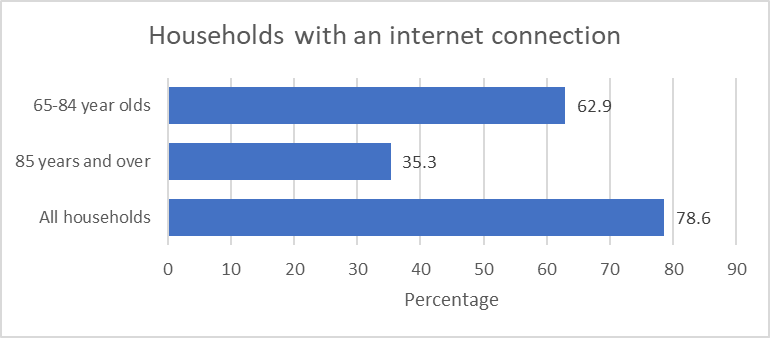 Households with an internet connection
65-84 year olds
62.9
85 years and over
35.3
All households
78.6
0 10 20 30 40 50 60 70 80 90
Percentage